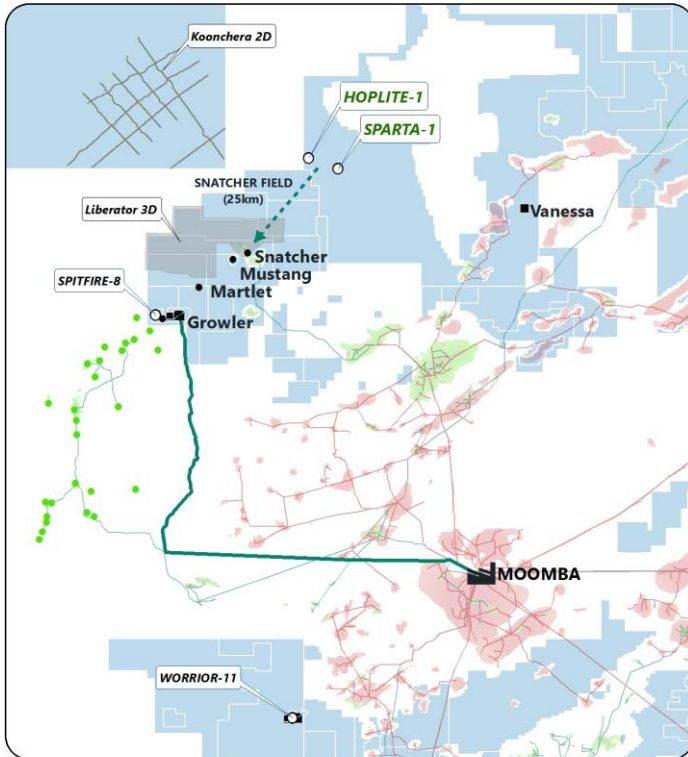 Koonchera 2D
HOPLITE-1
SPARTA-1
SNATCHER FIELD
(25km)
Liberator 3D
Vanessa
Snatcher
Mustang
SPITFIRE-8
Martlet
Growler
MOOMBA
WORRIOR-11